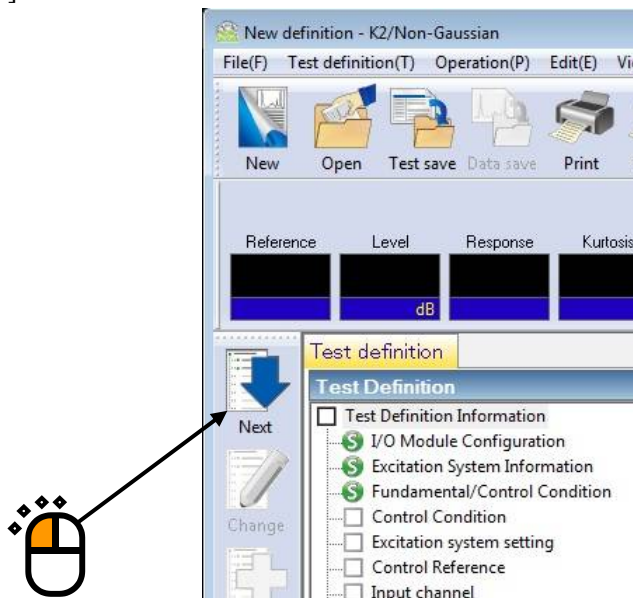 New definition - K2/Non-Gaussian
File(F) Test definition(T) Operation(P) Edit(E)
New Open Test save Data save Print
Reference Level Response Kurtosis
dB
Test definition
Test Definition
Next
Test Definition Information
S I/O Module Configuration
S Excitation System Information
S Fundamental/Control Condition
Change
Control Condition
Excitation system setting
Control Reference
Input channel